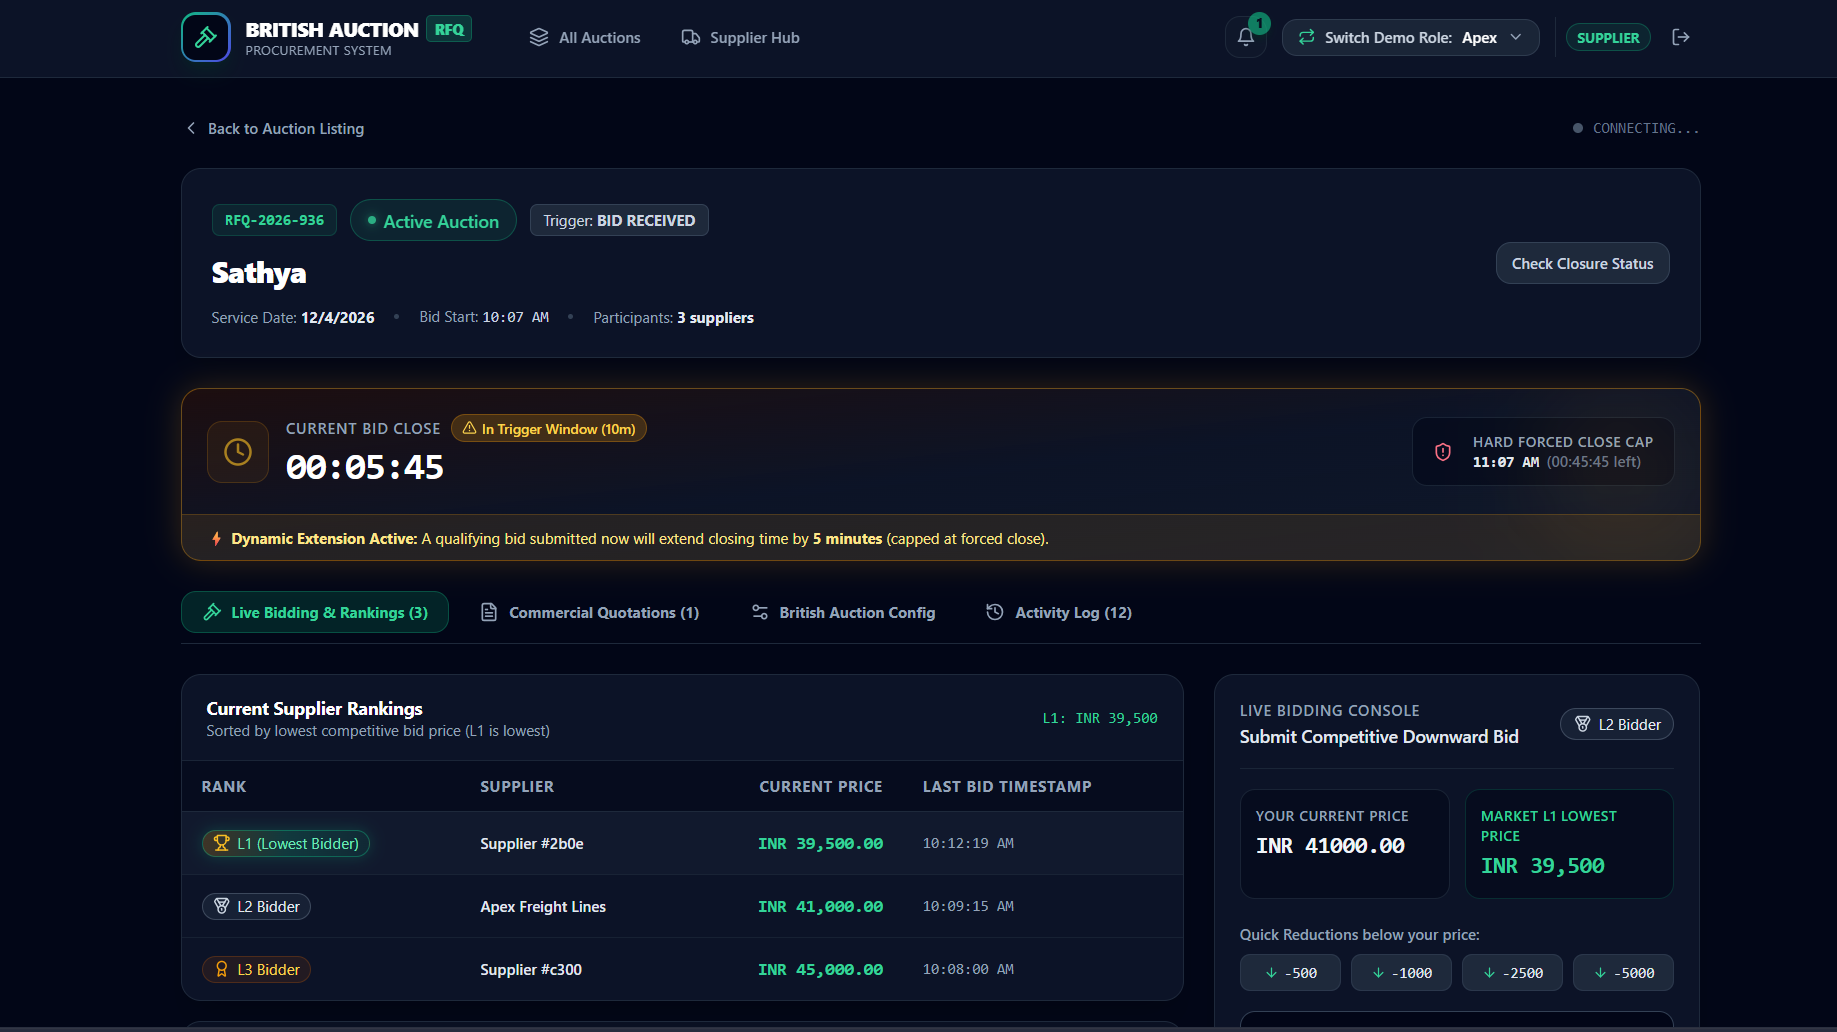 BRITISH AUCTION RFQ
PROCUREMENT SYSTEM
All Auctions
Supplier Hub
1
Switch Demo Role: Apex
SUPPLIER
Back to Auction Listing
CONNECTING...
RFQ-2026-936
Active Auction
Trigger: BID RECEIVED
Sathya
Check Closure Status
Service Date: 12/4/2026 • Bid Start: 10:07 AM • Participants: 3 suppliers
CURRENT BID CLOSE
In Trigger Window (10m)
00:05:45
HARD FORCED CLOSE CAP
11:07 AM (00:45:45 left)
Dynamic Extension Active: A qualifying bid submitted now will extend closing time by 5 minutes (capped at forced close).
Live Bidding & Rankings (3)
Commercial Quotations (1)
British Auction Config
Activity Log (12)
Current Supplier Rankings
Sorted by lowest competitive bid price (L1 is lowest)
L1: INR 39,500
RANK SUPPLIER CURRENT PRICE LAST BID TIMESTAMP
L1 (Lowest Bidder) Supplier #2b0e INR 39,500.00 10:12:19 AM
L2 Bidder Apex Freight Lines INR 41,000.00 10:09:15 AM
L3 Bidder Supplier #c300 INR 45,000.00 10:08:00 AM
LIVE BIDDING CONSOLE
Submit Competitive Downward Bid
L2 Bidder
YOUR CURRENT PRICE
INR 41000.00
MARKET L1 LOWEST
PRICE
INR 39,500
Quick Reductions below your price:
-500
-1000
-2500
-5000